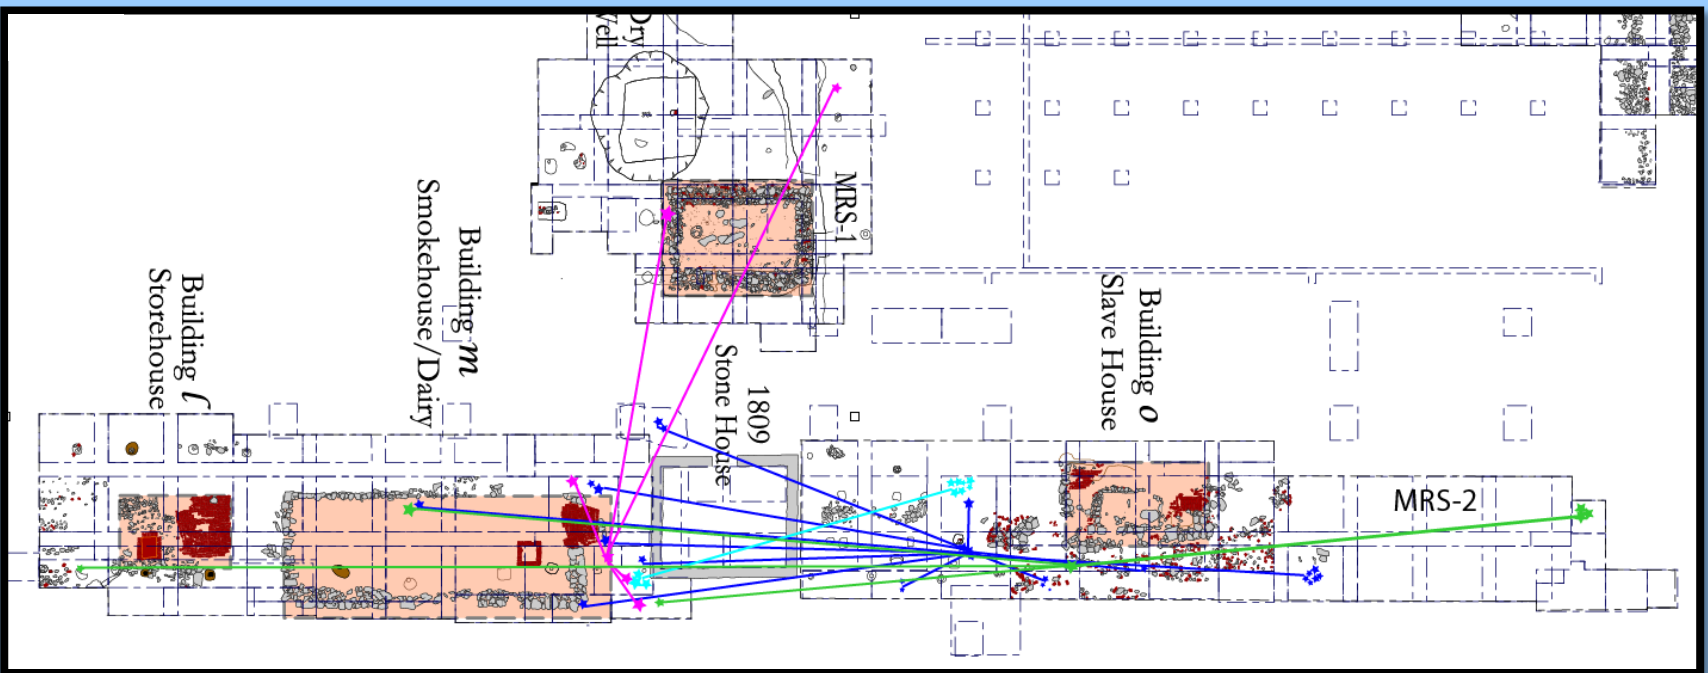 Dry
Well
MRS-1
Building m
Smokehouse/Dairy
Building l
Storehouse
1809
Stone House
Building o
Slave House
MRS-2